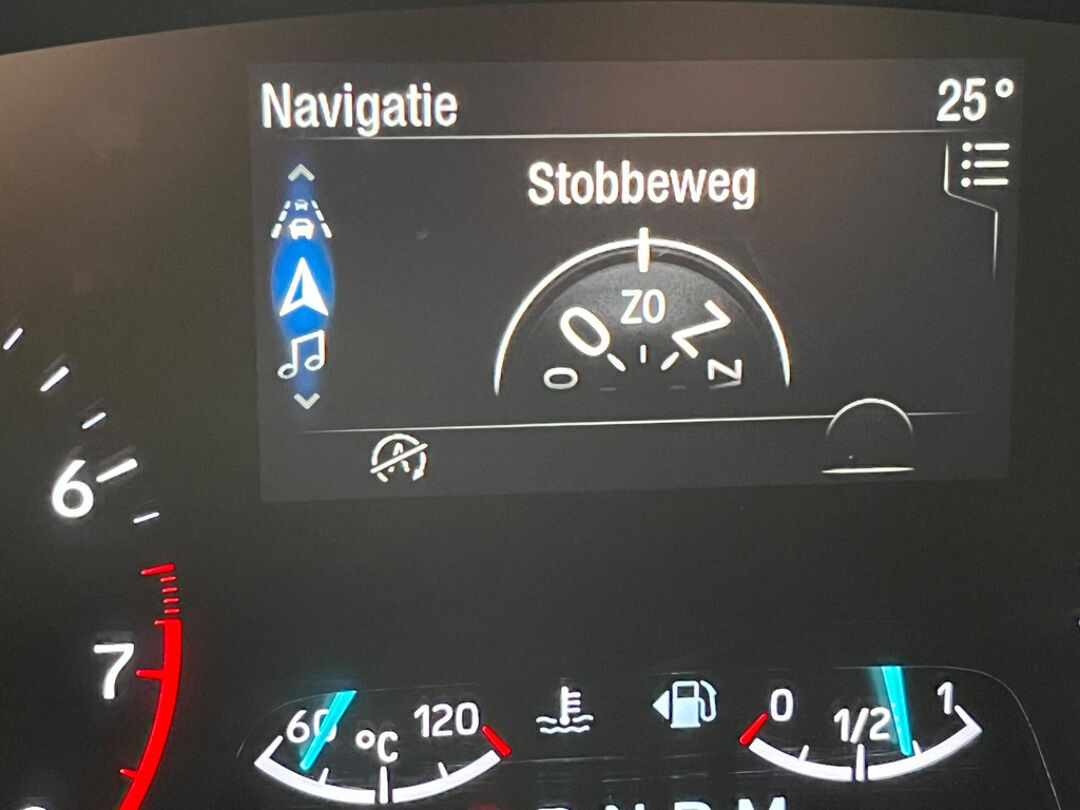 Navigatie 25°
Stobbeweg
ZO
O Z
O Z
6
7
60 °C 120
0 1/2 1